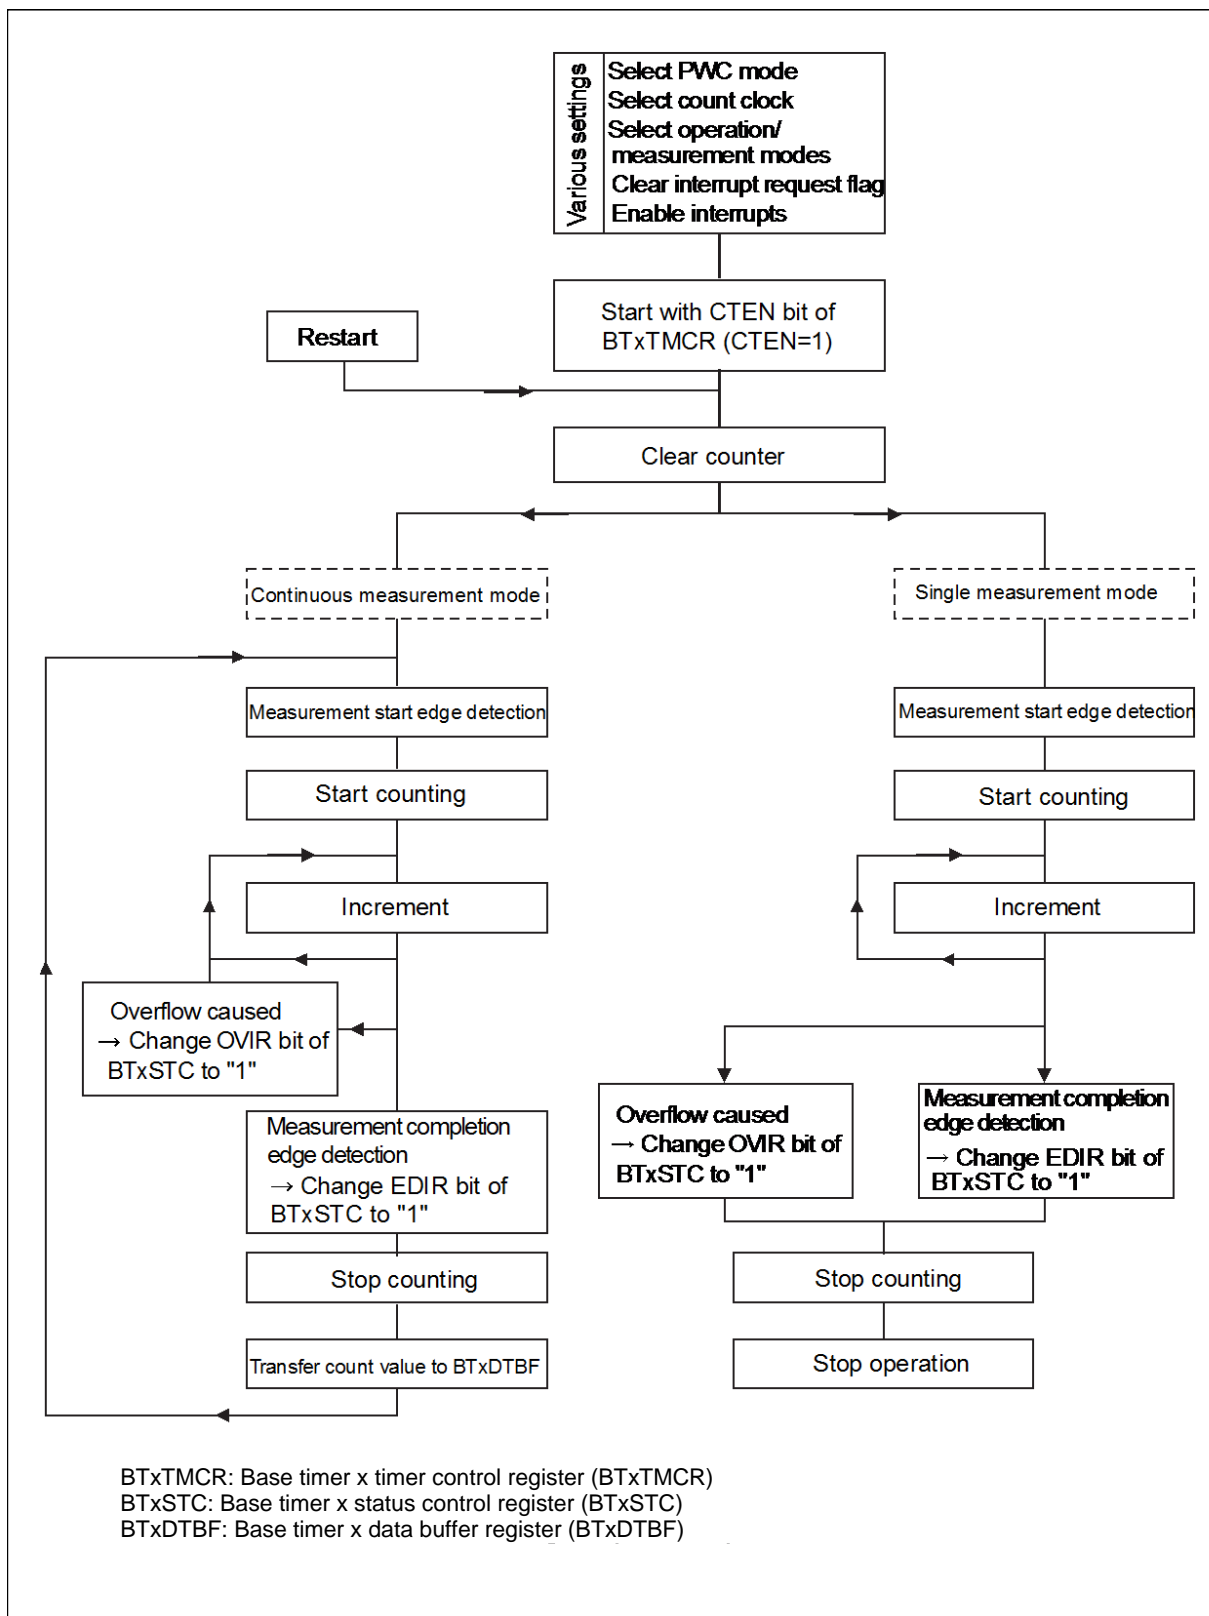 Various settings
Select PWC mode
Select count clock
Select operation/
measurement modes
Clear interrupt request flag
Enable interrupts
Start with CTEN bit of
BTxTMCR (CTEN=1)
Restart
Clear counter
Continuous measurement mode
Single measurement mode
Measurement start edge detection
Measurement start edge detection
Start counting
Start counting
Increment
Increment
Overflow caused
→ Change OVIR bit of
BTxSTC to "1"
Measurement completion
edge detection
→ Change EDIR bit of
BTxSTC to "1"
Overflow caused
→ Change OVIR bit of
BTxSTC to "1"
Measurement completion
edge detection
→ Change EDIR bit of
BTxSTC to "1"
Stop counting
Stop counting
Transfer count value to BTxDTBF
Stop operation
BTxTMCR: Base timer x timer control register (BTxTMCR)
BTxSTC: Base timer x status control register (BTxSTC)
BTxDTBF: Base timer x data buffer register (BTxDTBF)